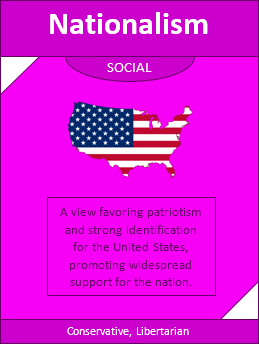 Nationalism
SOCIAL
A view favoring patriotism
and strong identification
for the United States,
promoting widespread
support for the nation.
Conservative, Libertarian